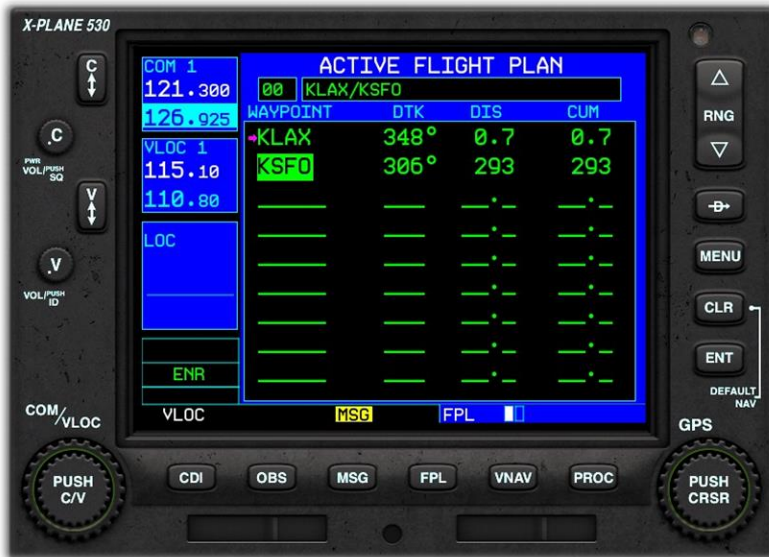 X-PLANE 530
C
.C
PWR
VOL/PUSH
SQ
V
.V
VOL/PUSH
ID
COM/VLOC
PUSH
C/V
COM 1
121.300
126.925
VLOC 1
115.10
110.80
LOC
ENR
VLOC
ACTIVE FLIGHT PLAN
00 KLAX/KSFO
WAYPOINT DTK DIS CUM
KLAX 348° 0.7 0.7
KSFO 306° 293 293
MSG
FPL
RNG
D
MENU
CLR
ENT
DEFAULT
NAV
GPS
PUSH
CRSR
CDI OBS MSG FPL VNAV PROC